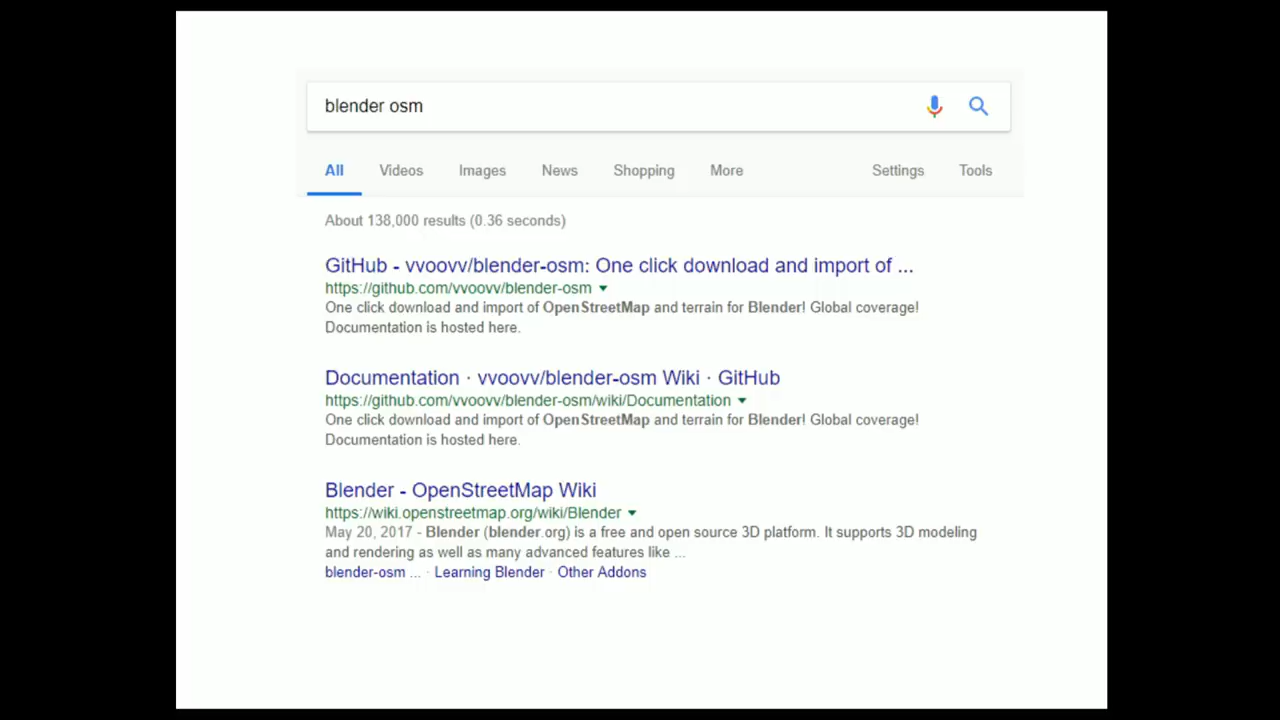 blender osm
All Videos Images News Shopping More Settings Tools
About 138,000 results (0.36 seconds)
GitHub - vvoovv/blender-osm: One click download and import of ...
https://github.com/vvoovv/blender-osm
One click download and import of OpenStreetMap and terrain for Blender! Global coverage!
Documentation is hosted here.
Documentation · vvoovv/blender-osm Wiki · GitHub
https://github.com/vvoovv/blender-osm/wiki/Documentation
One click download and import of OpenStreetMap and terrain for Blender! Global coverage!
Documentation is hosted here.
Blender - OpenStreetMap Wiki
https://wiki.openstreetmap.org/wiki/Blender
May 20, 2017 - Blender (blender.org) is a free and open source 3D platform. It supports 3D modeling
and rendering as well as many advanced features like ...
blender-osm ... · Learning Blender · Other Addons